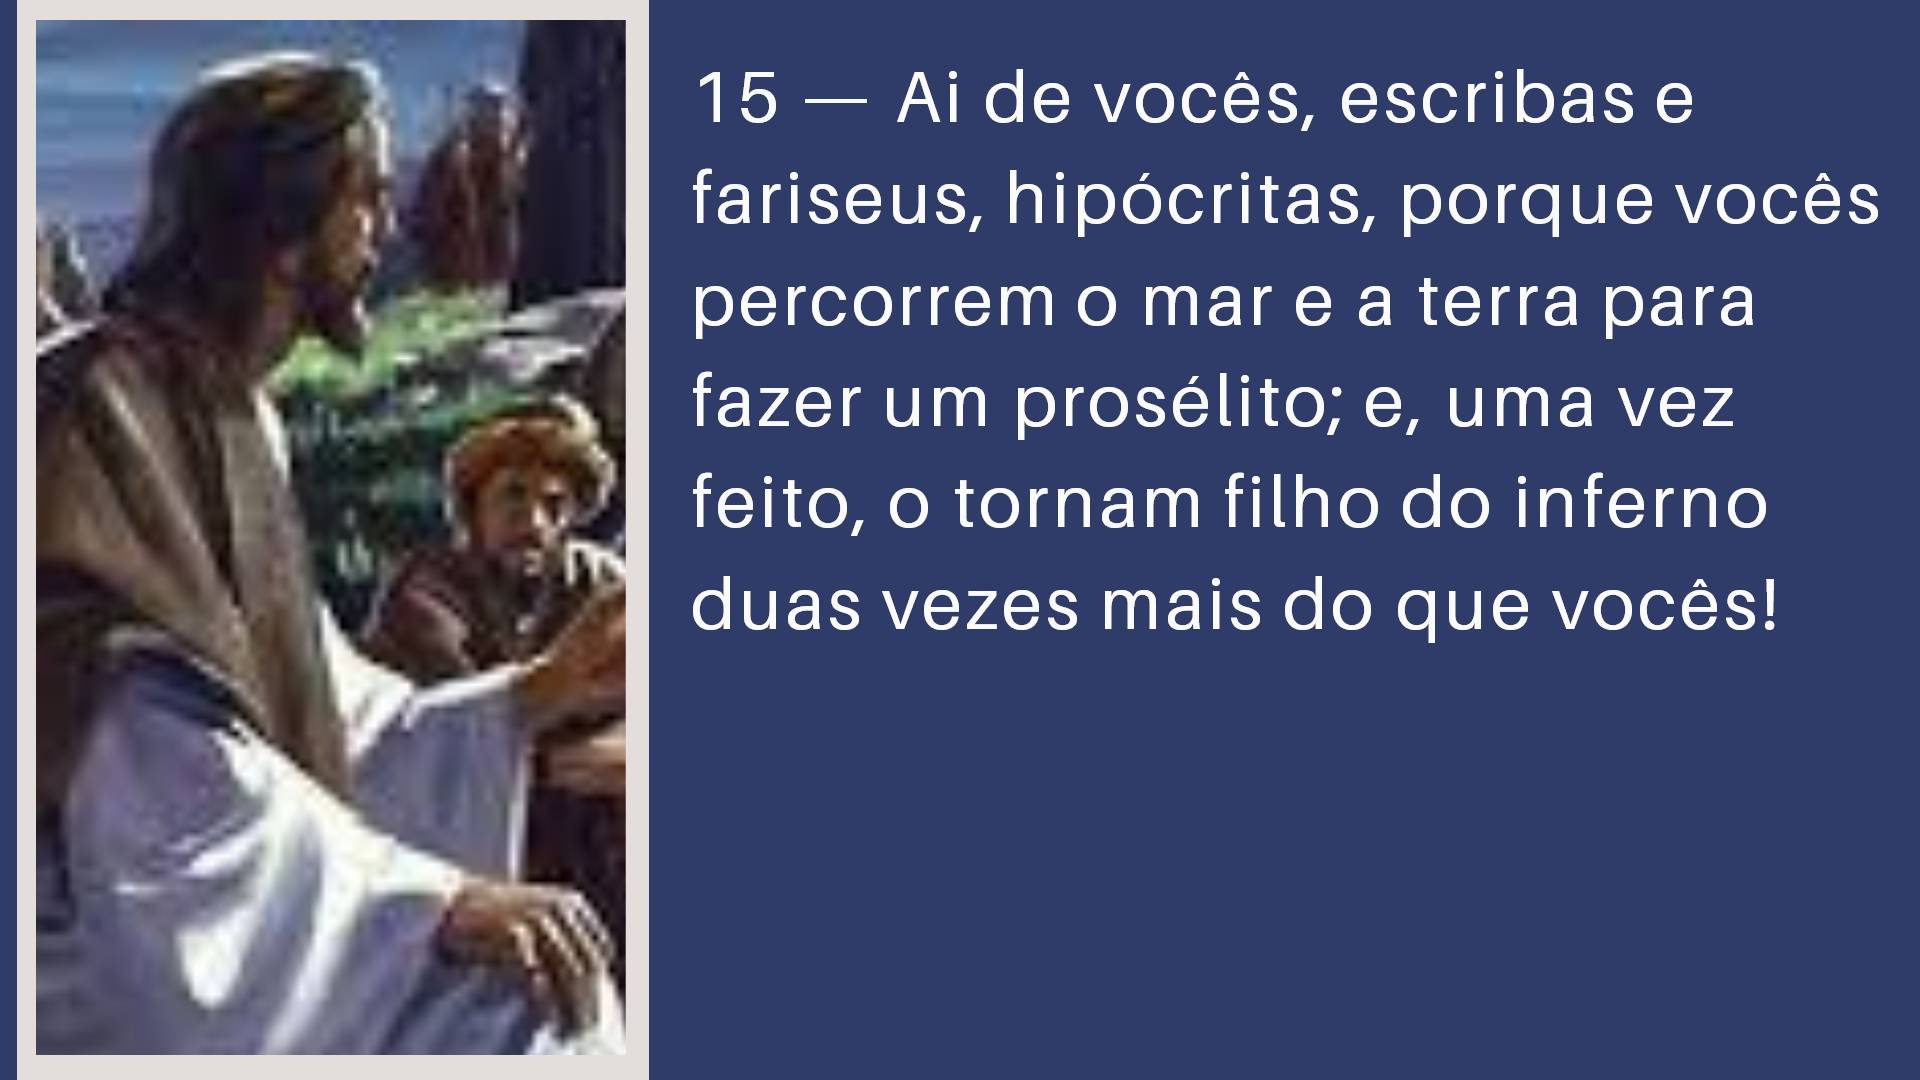 15 — Ai de vocês, escribas e
fariseus, hipócritas, porque vocês
percorrem o mar e a terra para
fazer um prosélito; e, uma vez
feito, o tornam filho do inferno
duas vezes mais do que vocês!